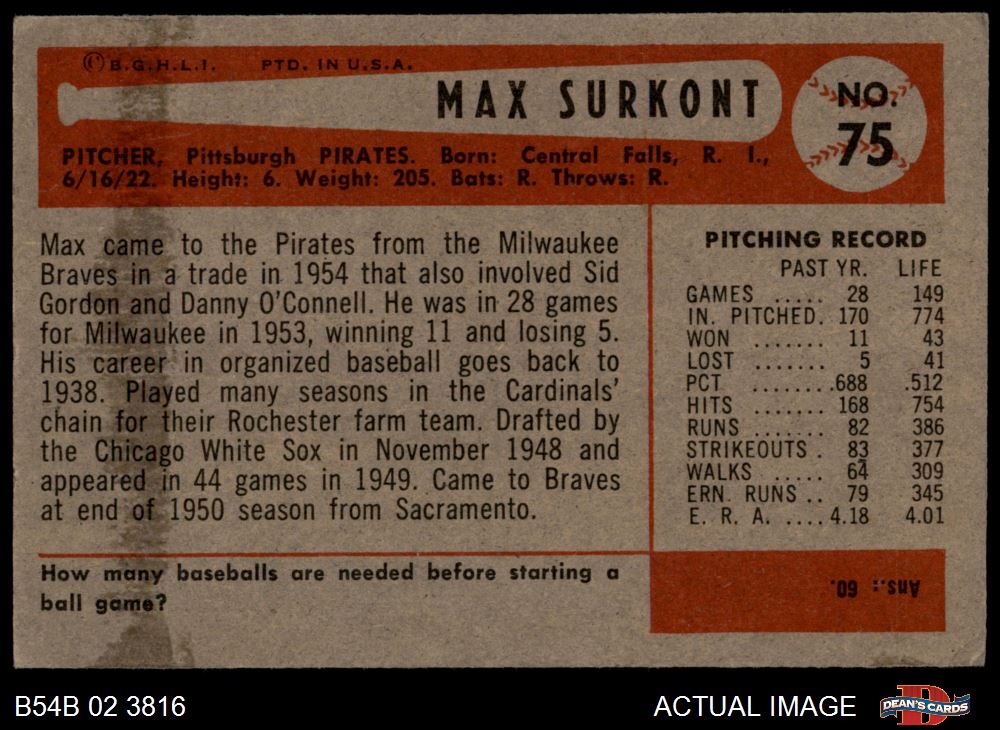 ©B.G.H.L.I. PTD. IN U.S.A.
MAX SURKONT
NO.
75
PITCHER, Pittsburgh PIRATES. Born: Central Falls, R. I.,
6/16/22. Height: 6. Weight: 205. Bats: R. Throws: R.
Max came to the Pirates from the Milwaukee
Braves in a trade in 1954 that also involved Sid
Gordon and Danny O'Connell. He was in 28 games
for Milwaukee in 1953, winning 11 and losing 5.
His career in organized baseball goes back to
1938. Played many seasons in the Cardinals'
chain for their Rochester farm team. Drafted by
the Chicago White Sox in November 1948 and
appeared in 44 games in 1949. Came to Braves
at end of 1950 season from Sacramento.
PITCHING RECORD
PAST YR. LIFE
GAMES ..... 28 149
IN. PITCHED. 170 774
WON ....... 11 43
LOST ....... 5 41
PCT ........ .688 .512
HITS ....... 168 754
RUNS ....... 82 386
STRIKEOUTS . 83 377
WALKS ..... 64 309
ERN. RUNS .. 79 345
E. R. A. .... 4.18 4.01
How many baseballs are needed before starting a
ball game?
Ans.: 60.
B54B 02 3816
ACTUAL IMAGE
D
DEAN'S CARDS